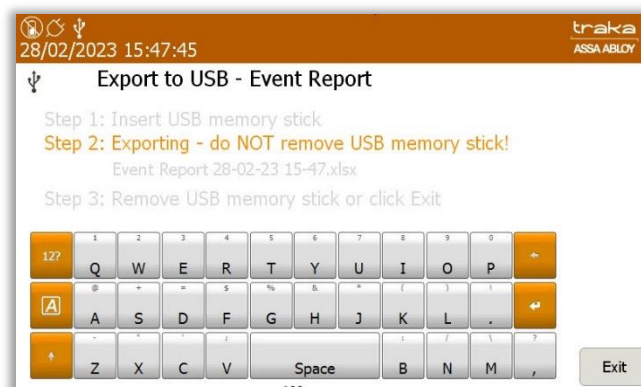 traka
28/02/2023 15:47:45
ASSA ABLOY
Export to USB - Event Report
Step 1: Insert USB memory stick
Step 2: Exporting - do NOT remove USB memory stick!
Event Report 28-02-23 15-47.xlsx
Step 3: Remove USB memory stick or click Exit
1 2 3 4 5 6 7 8 9 0
12? Q W E R T Y U I O P
@ + = $ % & * ( ) !
A A S D F G H J K L .
- ; : / \ ?
Z X C V Space B N M ,
Exit